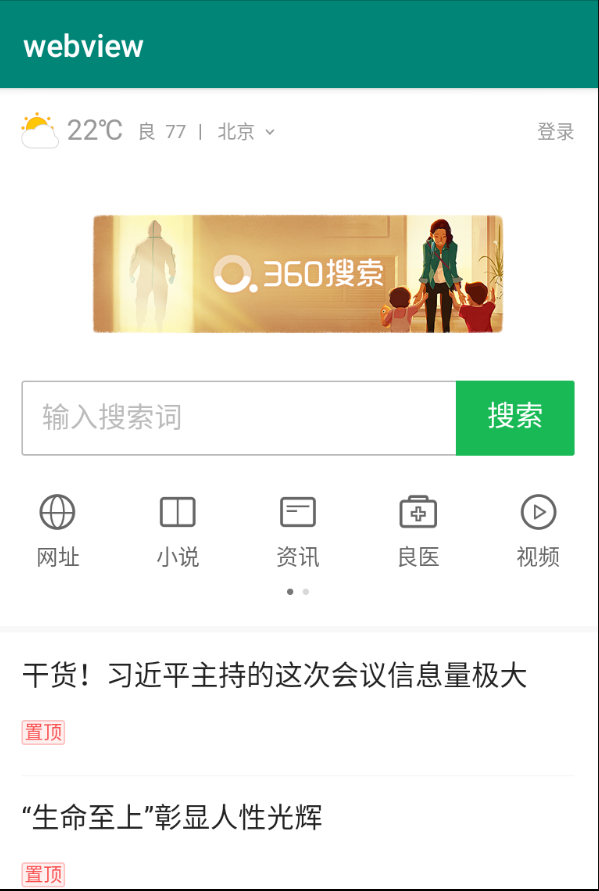 webview
22℃ 良 77 | 北京
登录
360搜索
输入搜索词
搜索
网址 小说 资讯 良医 视频
干货！习近平主持的这次会议信息量极大
置顶
“生命至上”彰显人性光辉
置顶